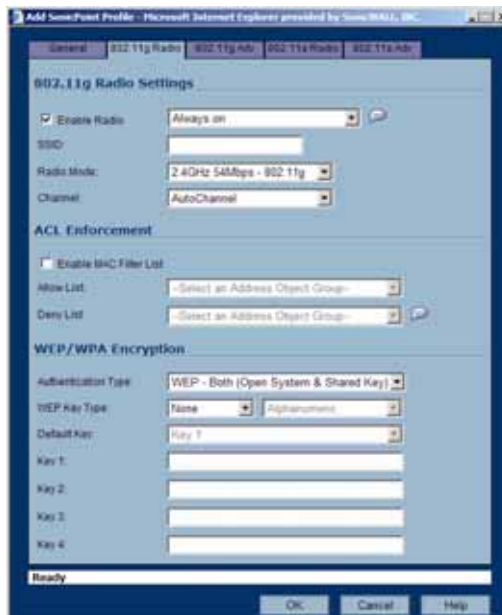 Add SonicPoint Profile - Microsoft Internet Explorer provided by SonicWALL, INC.
General 802.11g Radio 802.11g Adv 802.11a Radio 802.11a Adv
802.11g Radio Settings
Enable Radio Always on
SSID:
Radio Mode: 2.4GHz 54Mbps - 802.11g
Channel: AutoChannel
ACL Enforcement
Enable MAC Filter List
Allow List: --Select an Address Object Group--
Deny List: --Select an Address Object Group--
WEP/WPA Encryption
Authentication Type: WEP - Both (Open System & Shared Key)
WEP Key Type: None Alphanumeric
Default Key: Key 1
Key 1:
Key 2:
Key 3:
Key 4:
Ready
OK Cancel Help